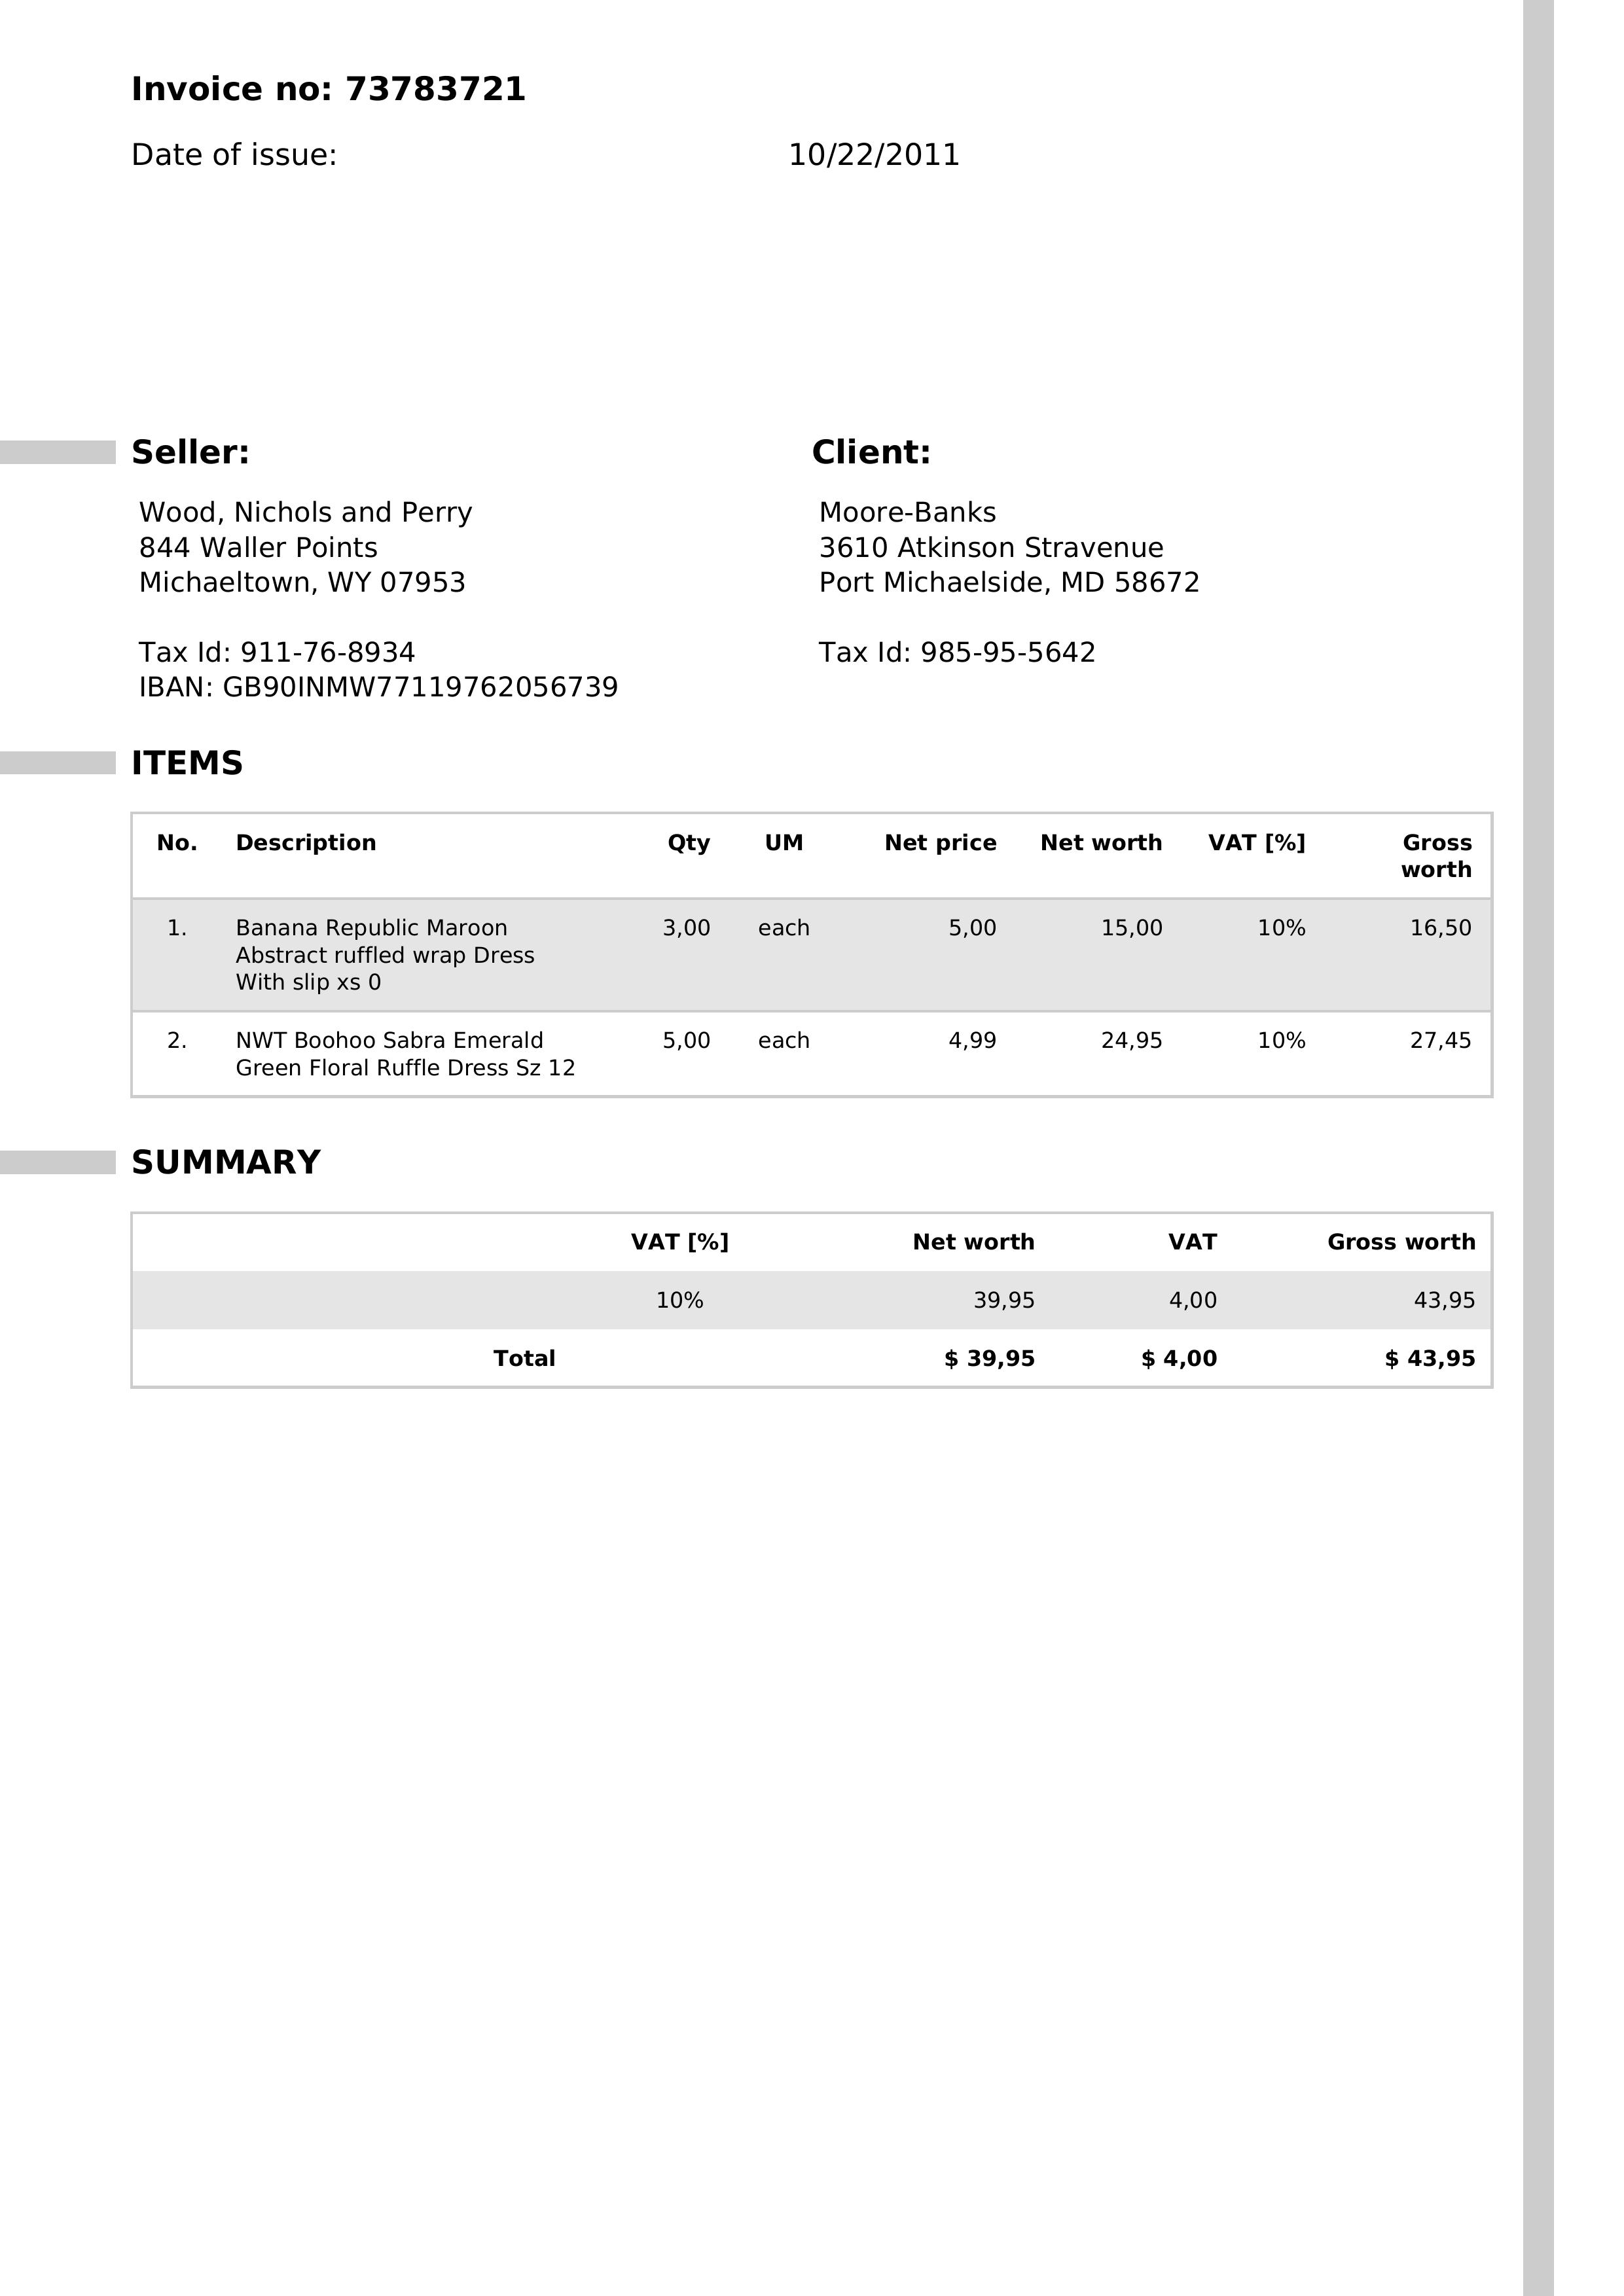 Invoice no: 73783721
Date of issue: 10/22/2011
Seller: Client:
Wood, Nichols and Perry Moore-Banks
844 Waller Points 3610 Atkinson Stravenue
Michaeltown, WY 07953 Port Michaelside, MD 58672
Tax Id: 911-76-8934 Tax Id: 985-95-5642
IBAN: GB90INMW77119762056739
ITEMS
No. Description Qty UM Net price Net worth VAT [%] Gross
worth
1. Banana Republic Maroon 3,00 each 5,00 15,00 10% 16,50
Abstract ruffled wrap Dress
With slip xs 0
2. NWT Boohoo Sabra Emerald 5,00 each 4,99 24,95 10% 27,45
Green Floral Ruffle Dress Sz 12
SUMMARY
VAT [%] Net worth VAT Gross worth
10% 39,95 4,00 43,95
Total $ 39,95 $ 4,00 $ 43,95